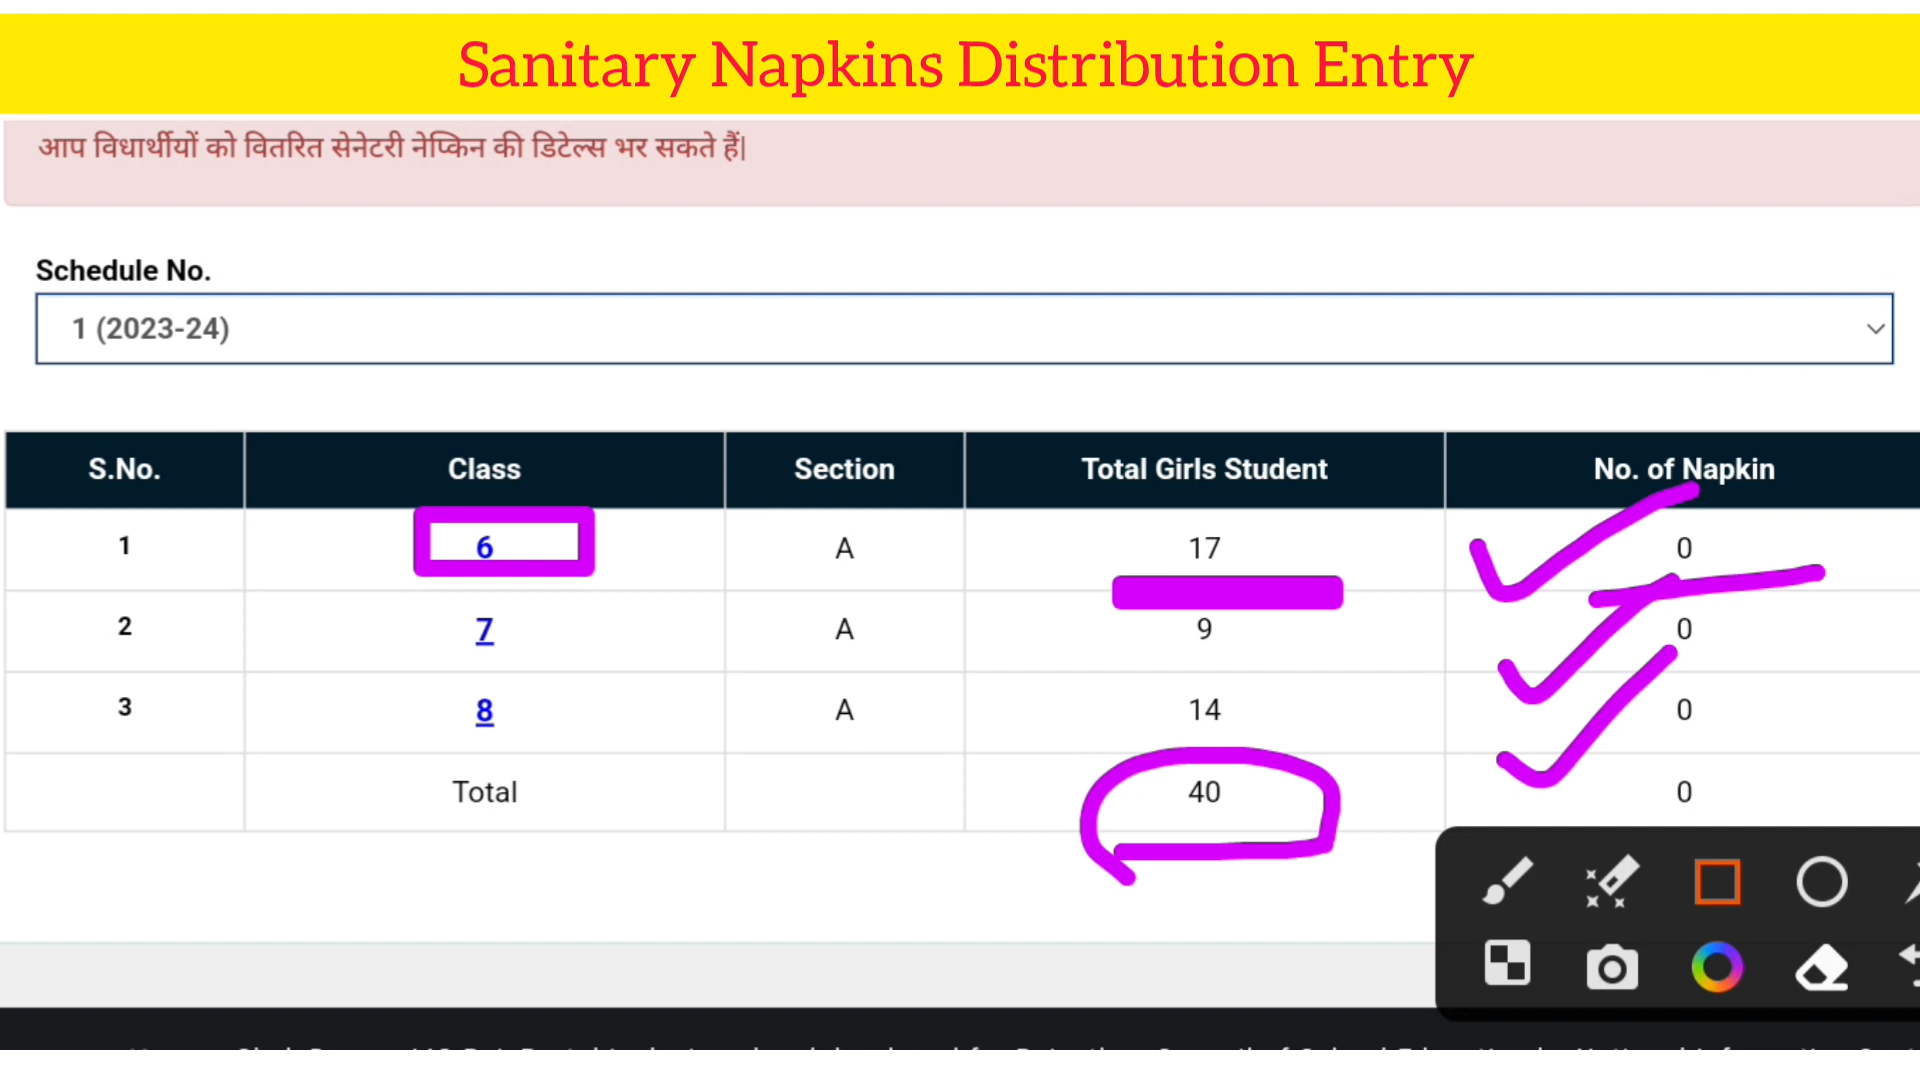 Sanitary Napkins Distribution Entry
आप विधार्थीयों को वितरित सेनेटरी नेप्किन की डिटेल्स भर सकते हैं|
Schedule No.
1 (2023-24)
S.No. Class Section Total Girls Student No. of Napkin
1 6 A 17 0
2 7 A 9 0
3 8 A 14 0
Total 40 0